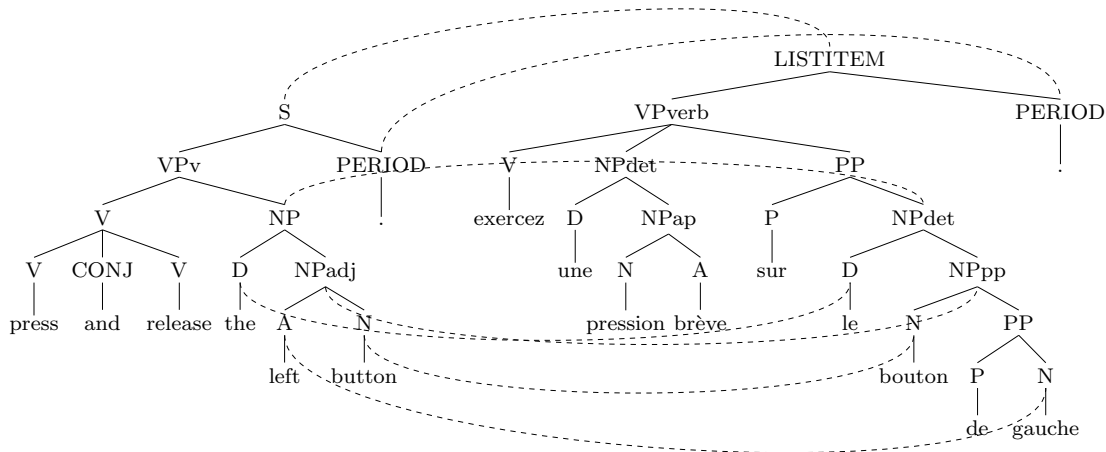 LISTITEM
S VPverb PERIOD
VPv PERIOD V NPdet PP .
V NP . exercez D NPap P NPdet
V CONJ V D NPadj une N A sur D NPpp
press and release the A N pression brève le N PP
left button bouton P N
de gauche